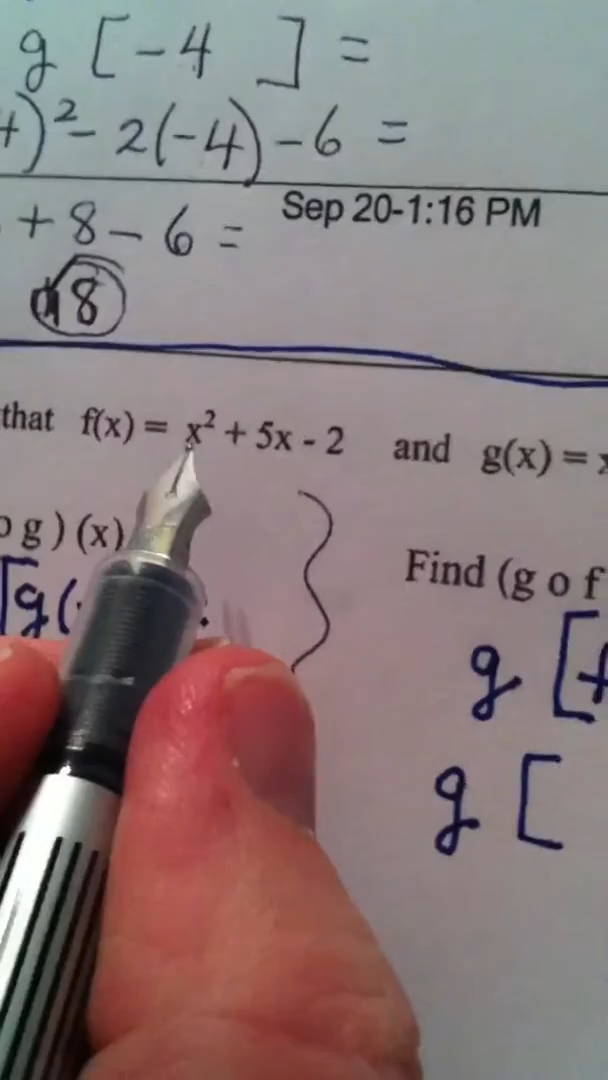 g [-4 ] =
4)² - 2(-4) - 6 =
+ 8 - 6 =
Sep 20-1:16 PM
18
that f(x) = x² + 5x - 2 and g(x) = x
o g ) (x)
Find (g o f
[g(
g [f
g [